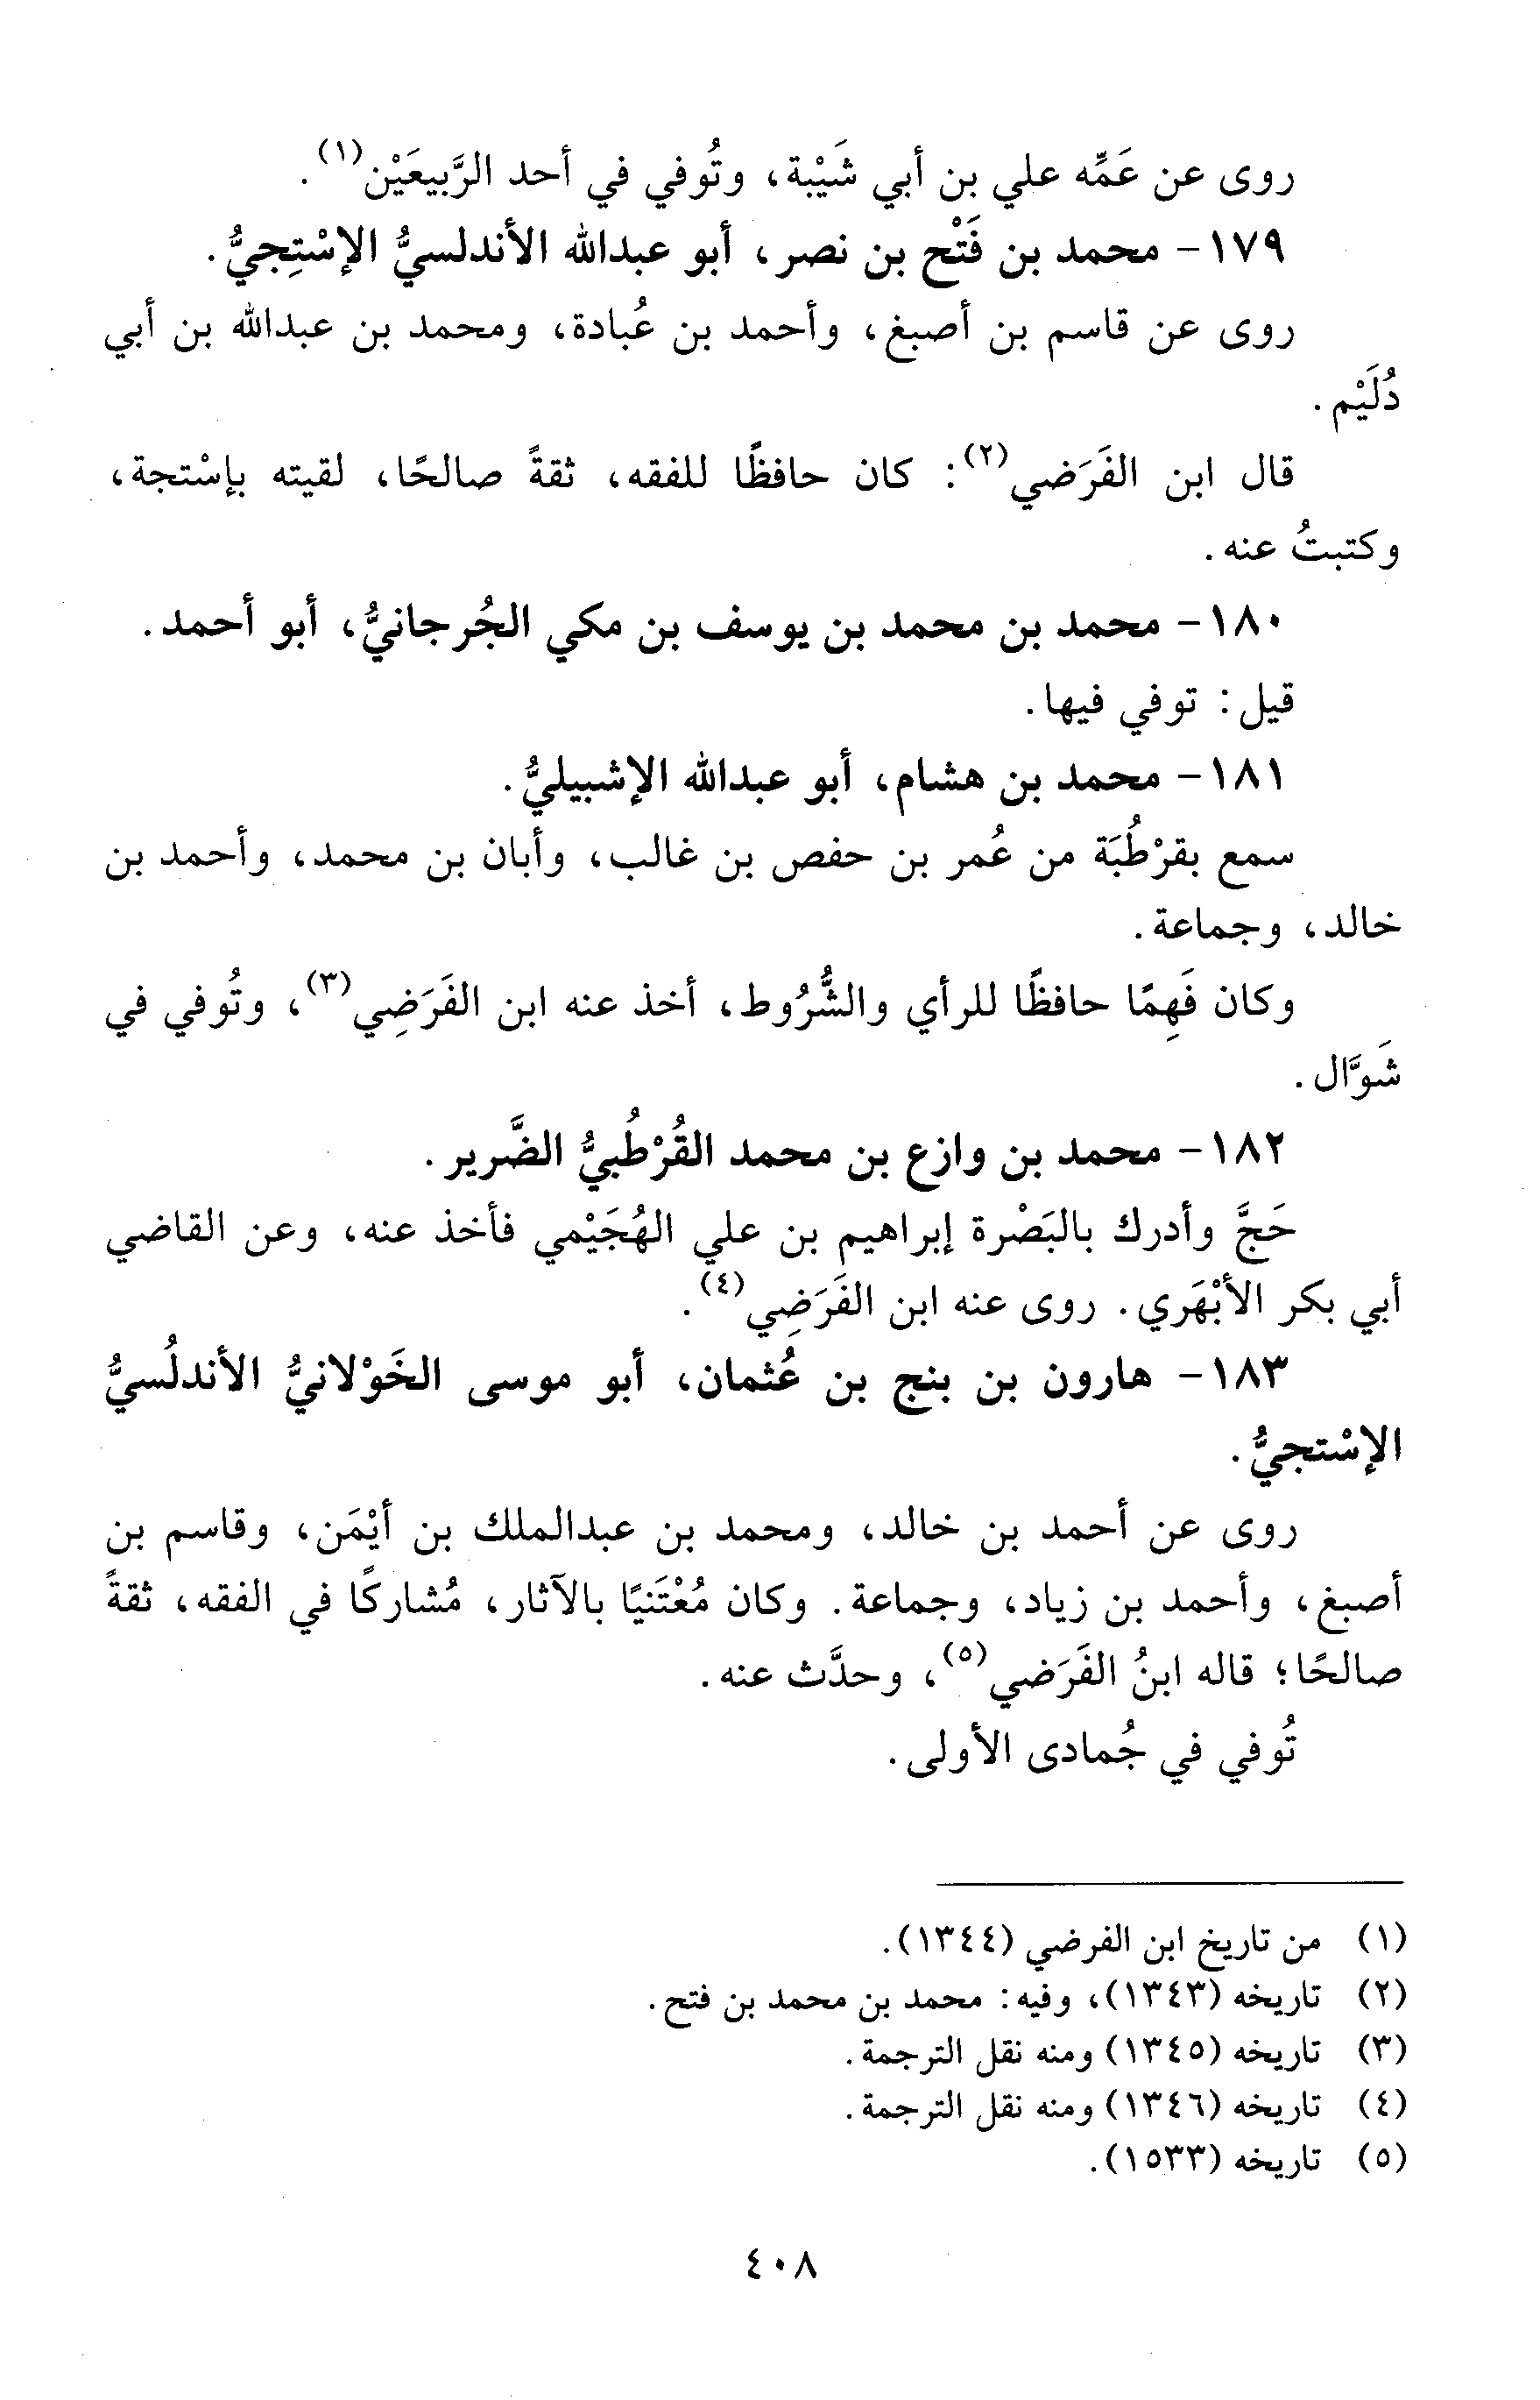 روى عن عَمِّه علي بن أبي شَيْبة، وتُوفي في أحد الرَّبيعَيْن(١).
١٧٩- محمد بن فَتْح بن نصر، أبو عبدالله الأندلسيُّ الإسْتِجيُّ.
روى عن قاسم بن أصبغ، وأحمد بن عُبادة، ومحمد بن عبدالله بن أبي
دُلَيْم.
قال ابن الفَرَضي(٢): كان حافظًا للفقه، ثقةً صالحًا، لقيته بإسْتجة،
وكتبتُ عنه.
١٨٠- محمد بن محمد بن يوسف بن مكي الجُرجانيُّ، أبو أحمد.
قيل: توفي فيها.
١٨١- محمد بن هشام، أبو عبدالله الإشبيليُّ.
سمع بقرْطُبَة من عُمر بن حفص بن غالب، وأبان بن محمد، وأحمد بن
خالد، وجماعة.
وكان فَهِمًا حافظًا للرأي والشُّرُوط، أخذ عنه ابن الفَرَضِي(٣)، وتُوفي في
شَوَّال.
١٨٢- محمد بن وازع بن محمد القُرْطُبيُّ الضَّرير.
حَجَّ وأدرك بالبَصْرة إبراهيم بن علي الهُجَيْمي فأخذ عنه، وعن القاضي
أبي بكر الأبْهَري. روى عنه ابن الفَرَضِي(٤).
١٨٣- هارون بن بنج بن عُثمان، أبو موسى الخَوْلانيُّ الأندلُسيُّ
الإسْتجيُّ.
روى عن أحمد بن خالد، ومحمد بن عبدالملك بن أيْمَن، وقاسم بن
أصبغ، وأحمد بن زياد، وجماعة. وكان مُعْتَنيًا بالآثار، مُشاركًا في الفقه، ثقةً
صالحًا؛ قاله ابنُ الفَرَضي(٥)، وحدَّث عنه.
تُوفي في جُمادى الأولى.
(١) من تاريخ ابن الفرضي (١٣٤٤).
(٢) تاريخه (١٣٤٣)، وفيه: محمد بن محمد بن فتح.
(٣) تاريخه (١٣٤٥) ومنه نقل الترجمة.
(٤) تاريخه (١٣٤٦) ومنه نقل الترجمة.
(٥) تاريخه (١٥٣٣).
٤٠٨